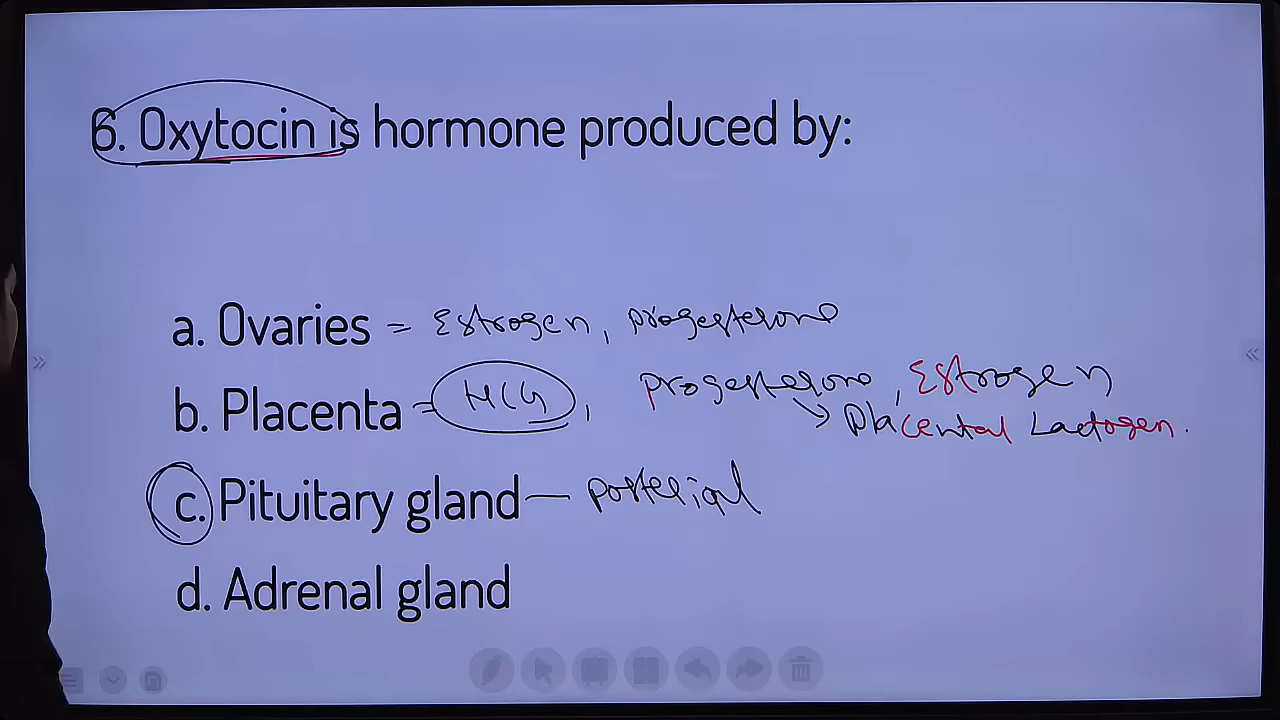 6. Oxytocin is hormone produced by:
a. Ovaries = Estrogen, progesterone
b. Placenta = HCG, progesterone, Estrogen
→ placental Lactogen.
c. Pituitary gland — posterial
d. Adrenal gland